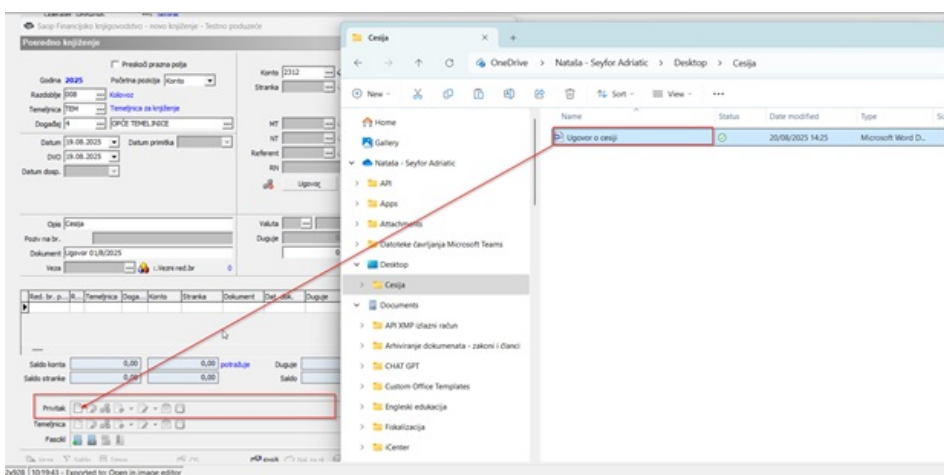 Saop Financijsko knjigovodstvo - novo knjiženje - Testno poduzeće
Posredno knjiženje
Preskoči prazna polja
Godina 2025 Početna pozicija Konto
Konto 2312
Razdoblje 008 Kolovoz
Stranka
Temeljnica TEM Temeljnica za knjiženje
Događaj 4 OPĆE TEMELJNICE
MT
Datum 19.08.2025 Datum primitka
NT
DVO 19.08.2025
Referent
Datum dosp.
RN
Ugovor
Opis Cesija
Valuta
Poziv na br.
Duguje
Dokument Ugovor 01/8/2025
Veza Vezni red.br 0
Red. br. p... R... Temeljnica Doga... Konto Stranka Dokument Dat. dok. Duguje
Saldo konta 0,00 0,00 potražuje Duguje
Saldo stranke 0,00 0,00 Saldo
Privitak
Temeljnica
Fascikl
Cesija
OneDrive > Nataša - Seyfor Adriatic > Desktop > Cesija
New Sort View
Name Status Date modified Type
Ugovor o cesiji 20/08/2025 14:25 Microsoft Word D...
Home
Gallery
Nataša - Seyfor Adriatic
API
Apps
Attachments
Datoteke čavrljanja Microsoft Teams
Desktop
Cesija
Documents
API XMP izlazni račun
Arhiviranje dokumenata - zakoni i članci
CHAT GPT
Custom Office Templates
Engleski edukacija
Fiskalizacija
iCenter
2x928 10:19:43 - Exported to: Open in image editor